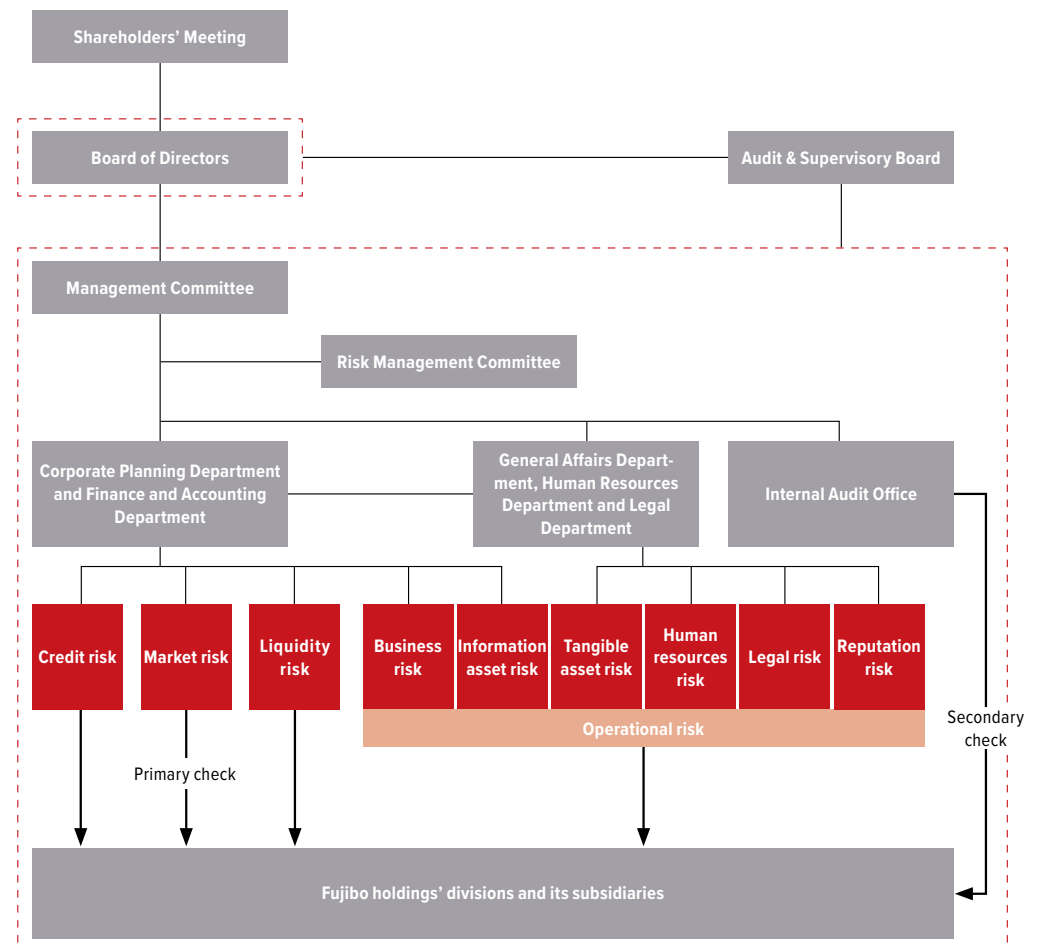 Shareholders’ Meeting
Board of Directors
Audit & Supervisory Board
Management Committee
Risk Management Committee
Corporate Planning Department
and Finance and Accounting
Department
General Affairs Depart-
ment, Human Resources
Department and Legal
Department
Internal Audit Office
Credit risk
Market risk
Liquidity
risk
Business
risk
Information
asset risk
Tangible
asset risk
Human
resources
risk
Legal risk
Reputation
risk
Operational risk
Secondary
check
Primary check
Fujibo holdings’ divisions and its subsidiaries